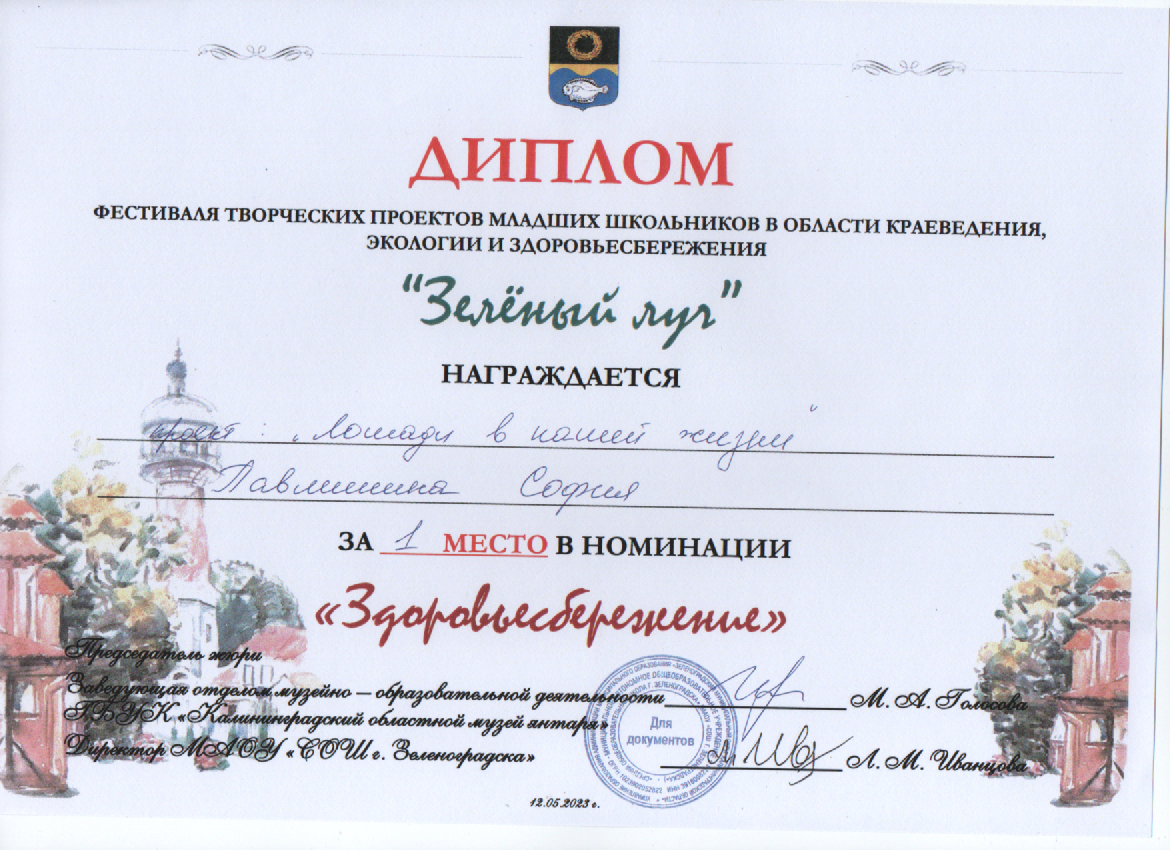 ДИПЛОМ
ФЕСТИВАЛЯ ТВОРЧЕСКИХ ПРОЕКТОВ МЛАДШИХ ШКОЛЬНИКОВ В ОБЛАСТИ КРАЕВЕДЕНИЯ,
ЭКОЛОГИИ И ЗДОРОВЬЕСБЕРЕЖЕНИЯ
“Зелёный луч”
НАГРАЖДАЕТСЯ
проект: „Лошади в нашей жизни“
Павлишина София
ЗА 1 МЕСТО В НОМИНАЦИИ
«Здоровьесбережение»
Председатель жюри
Заведующая отделом музейно – образовательной деятельности М. А. Голосова
ГБУК «Калининградский областной музей янтаря»
Для
документов
Директор МАОУ «СОШ г. Зеленоградска» Л. М. Иванцова
12.05.2023 г.